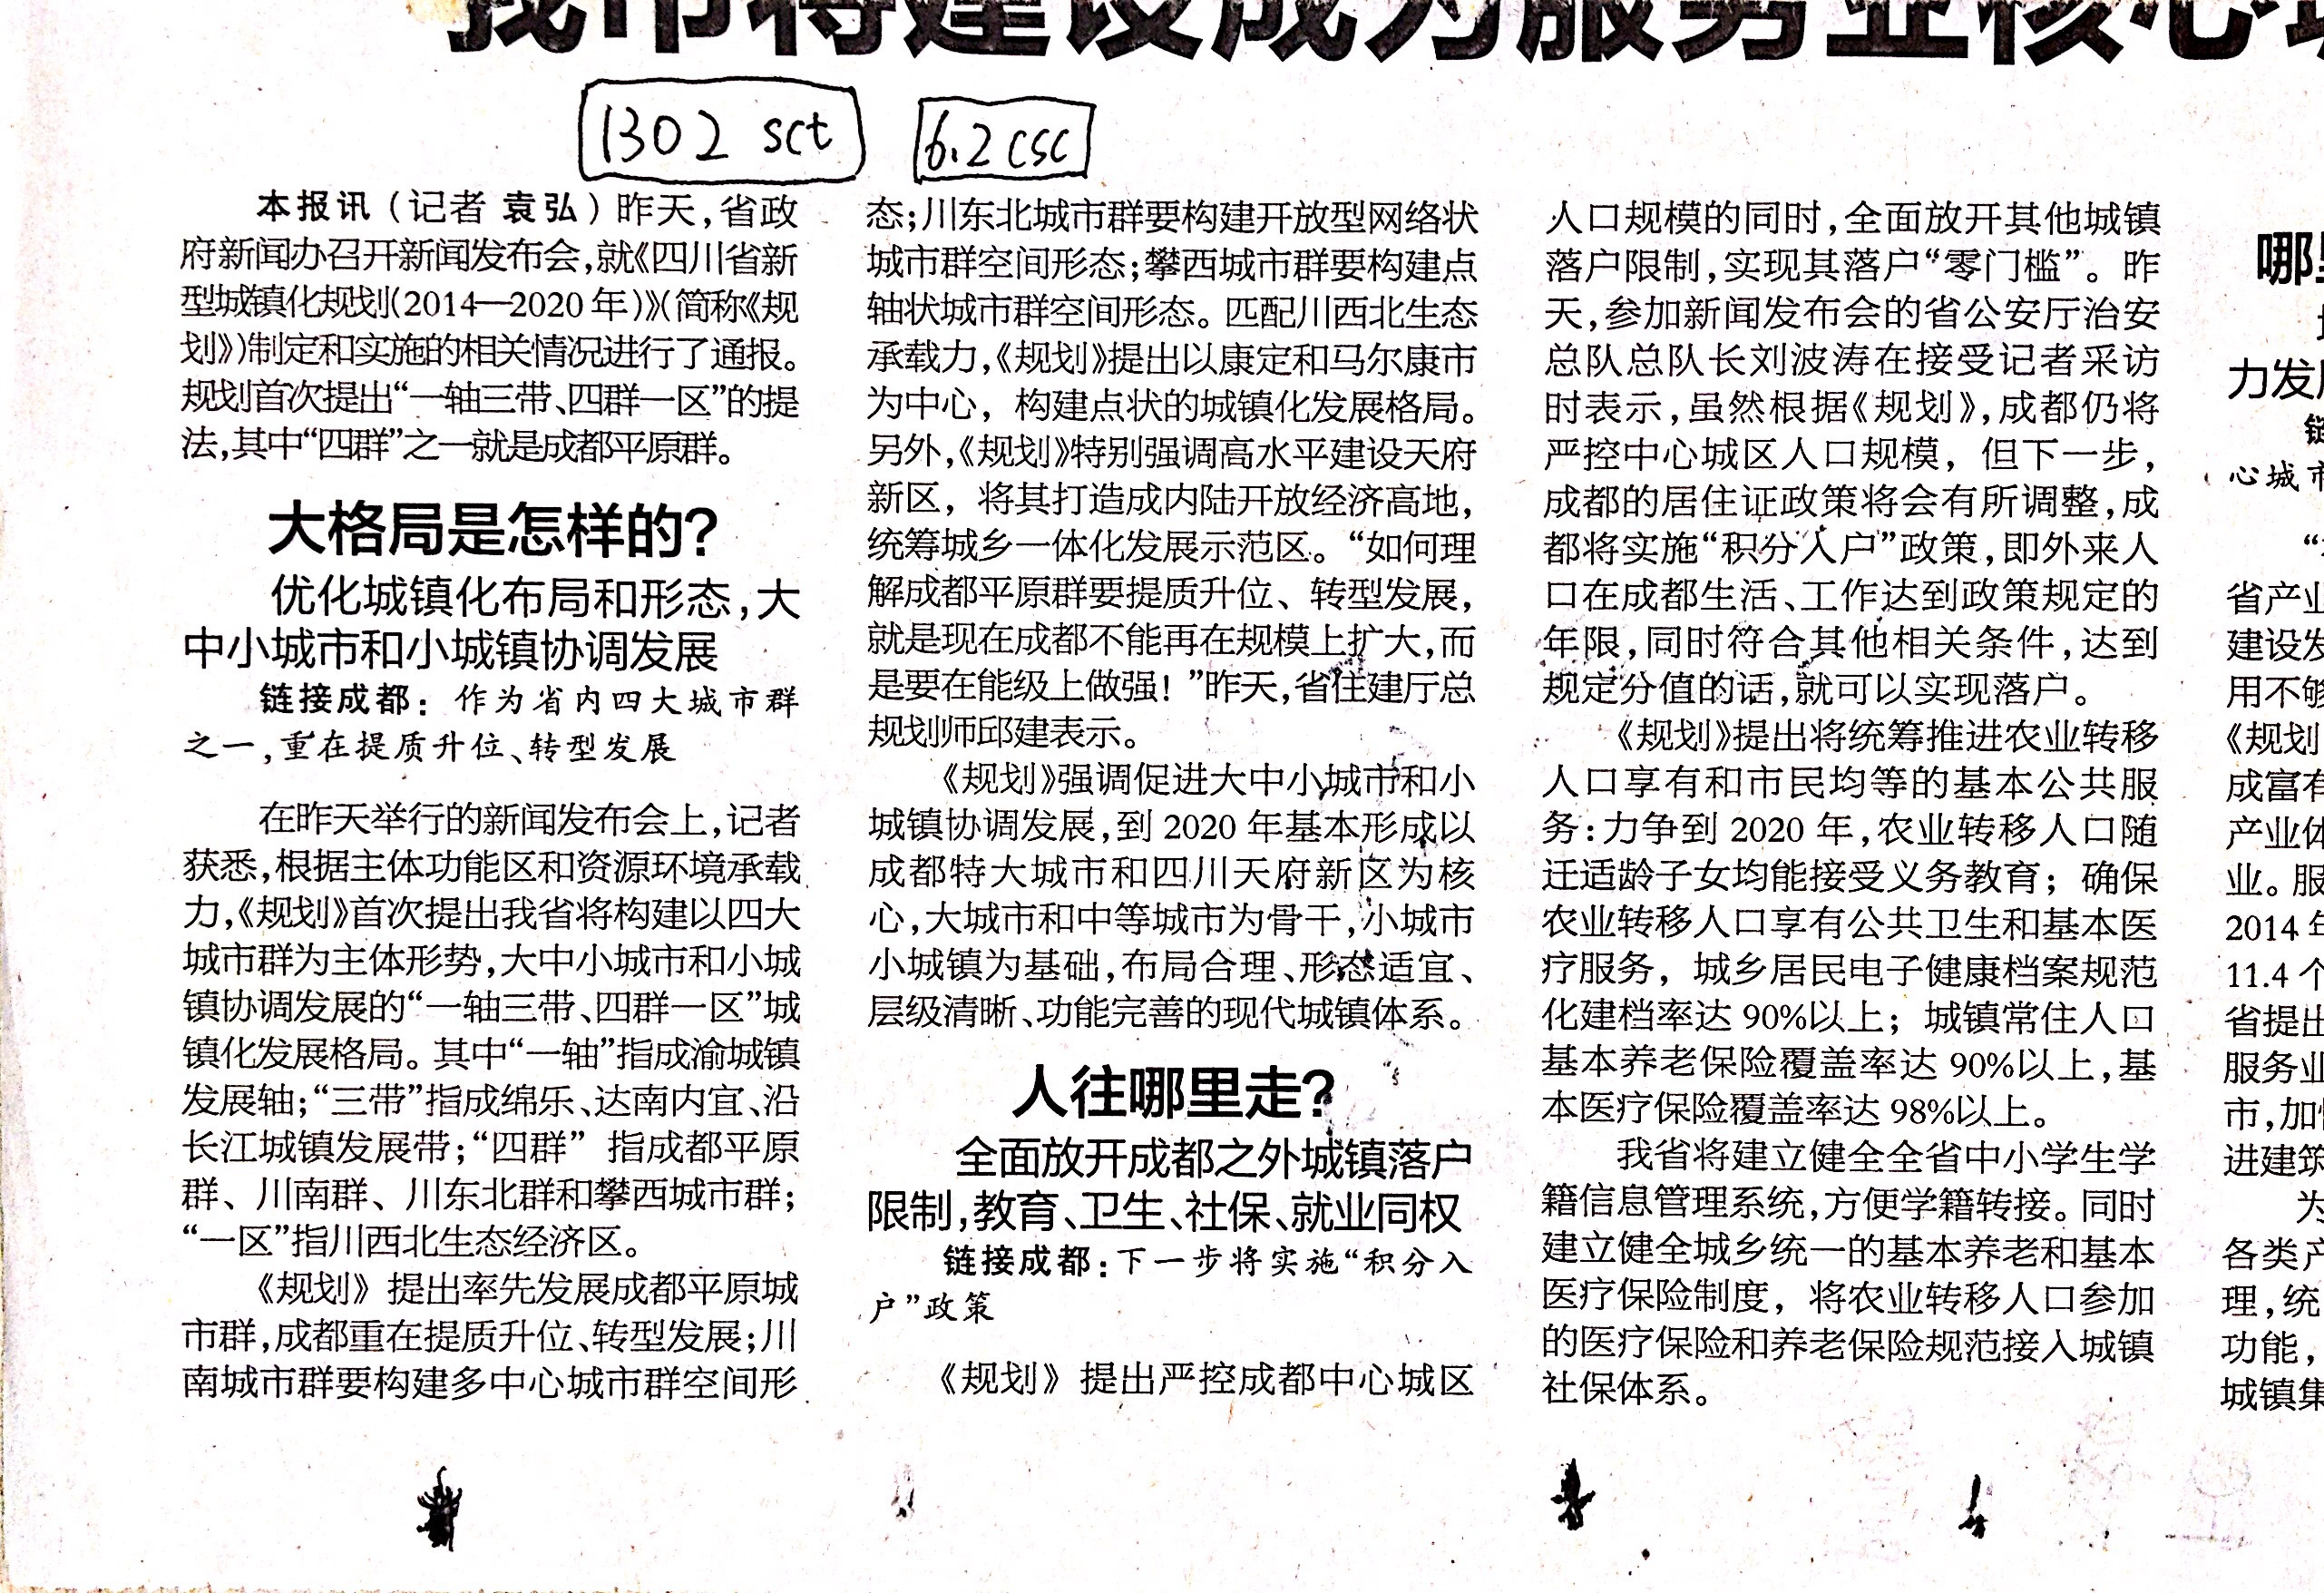 我市将建设成为服务业核心
1302 sct
6.2 csc
本报讯（记者 袁弘）昨天,省政
府新闻办召开新闻发布会,就《四川省新
型城镇化规划(2014—2020年)》(简称《规
划》)制定和实施的相关情况进行了通报。
规划首次提出“一轴三带、四群一区”的提
法,其中“四群”之一就是成都平原群。
大格局是怎样的?
优化城镇化布局和形态,大
中小城市和小城镇协调发展
链接成都：作为省内四大城市群
之一,重在提质升位、转型发展
在昨天举行的新闻发布会上,记者
获悉,根据主体功能区和资源环境承载
力,《规划》首次提出我省将构建以四大
城市群为主体形势,大中小城市和小城
镇协调发展的“一轴三带、四群一区”城
镇化发展格局。其中“一轴”指成渝城镇
发展轴;“三带”指成绵乐、达南内宜、沿
长江城镇发展带;“四群” 指成都平原
群、川南群、川东北群和攀西城市群;
“一区”指川西北生态经济区。
《规划》提出率先发展成都平原城
市群,成都重在提质升位、转型发展;川
南城市群要构建多中心城市群空间形
态;川东北城市群要构建开放型网络状
城市群空间形态;攀西城市群要构建点
轴状城市群空间形态。匹配川西北生态
承载力,《规划》提出以康定和马尔康市
为中心，构建点状的城镇化发展格局。
另外,《规划》特别强调高水平建设天府
新区，将其打造成内陆开放经济高地,
统筹城乡一体化发展示范区。“如何理
解成都平原群要提质升位、转型发展,
就是现在成都不能再在规模上扩大,而
是要在能级上做强！”昨天,省住建厅总
规划师邱建表示。
《规划》强调促进大中小城市和小
城镇协调发展,到2020年基本形成以
成都特大城市和四川天府新区为核
心,大城市和中等城市为骨干,小城市
小城镇为基础,布局合理、形态适宜、
层级清晰、功能完善的现代城镇体系。
人往哪里走?
全面放开成都之外城镇落户
限制,教育、卫生、社保、就业同权
链接成都:下一步将实施“积分入
户”政策
《规划》提出严控成都中心城区
人口规模的同时,全面放开其他城镇
落户限制,实现其落户“零门槛”。昨
天,参加新闻发布会的省公安厅治安
总队总队长刘波涛在接受记者采访
时表示,虽然根据《规划》,成都仍将
严控中心城区人口规模，但下一步,
成都的居住证政策将会有所调整,成
都将实施“积分入户”政策,即外来人
口在成都生活、工作达到政策规定的
年限,同时符合其他相关条件,达到
规定分值的话,就可以实现落户。
《规划》提出将统筹推进农业转移
人口享有和市民均等的基本公共服
务:力争到2020年,农业转移人口随
迁适龄子女均能接受义务教育；确保
农业转移人口享有公共卫生和基本医
疗服务，城乡居民电子健康档案规范
化建档率达90%以上；城镇常住人口
基本养老保险覆盖率达90%以上,基
本医疗保险覆盖率达98%以上。
我省将建立健全全省中小学生学
籍信息管理系统,方便学籍转接。同时
建立健全城乡统一的基本养老和基本
医疗保险制度，将农业转移人口参加
的医疗保险和养老保险规范接入城镇
社保体系。
哪
力发
心城市
省产业
建设发
用不够
《规划
成富有
产业体
业。服
2014年
11.4个
省提出
服务业
市,加
进建筑
为
各类产
理,统
功能,
城镇集